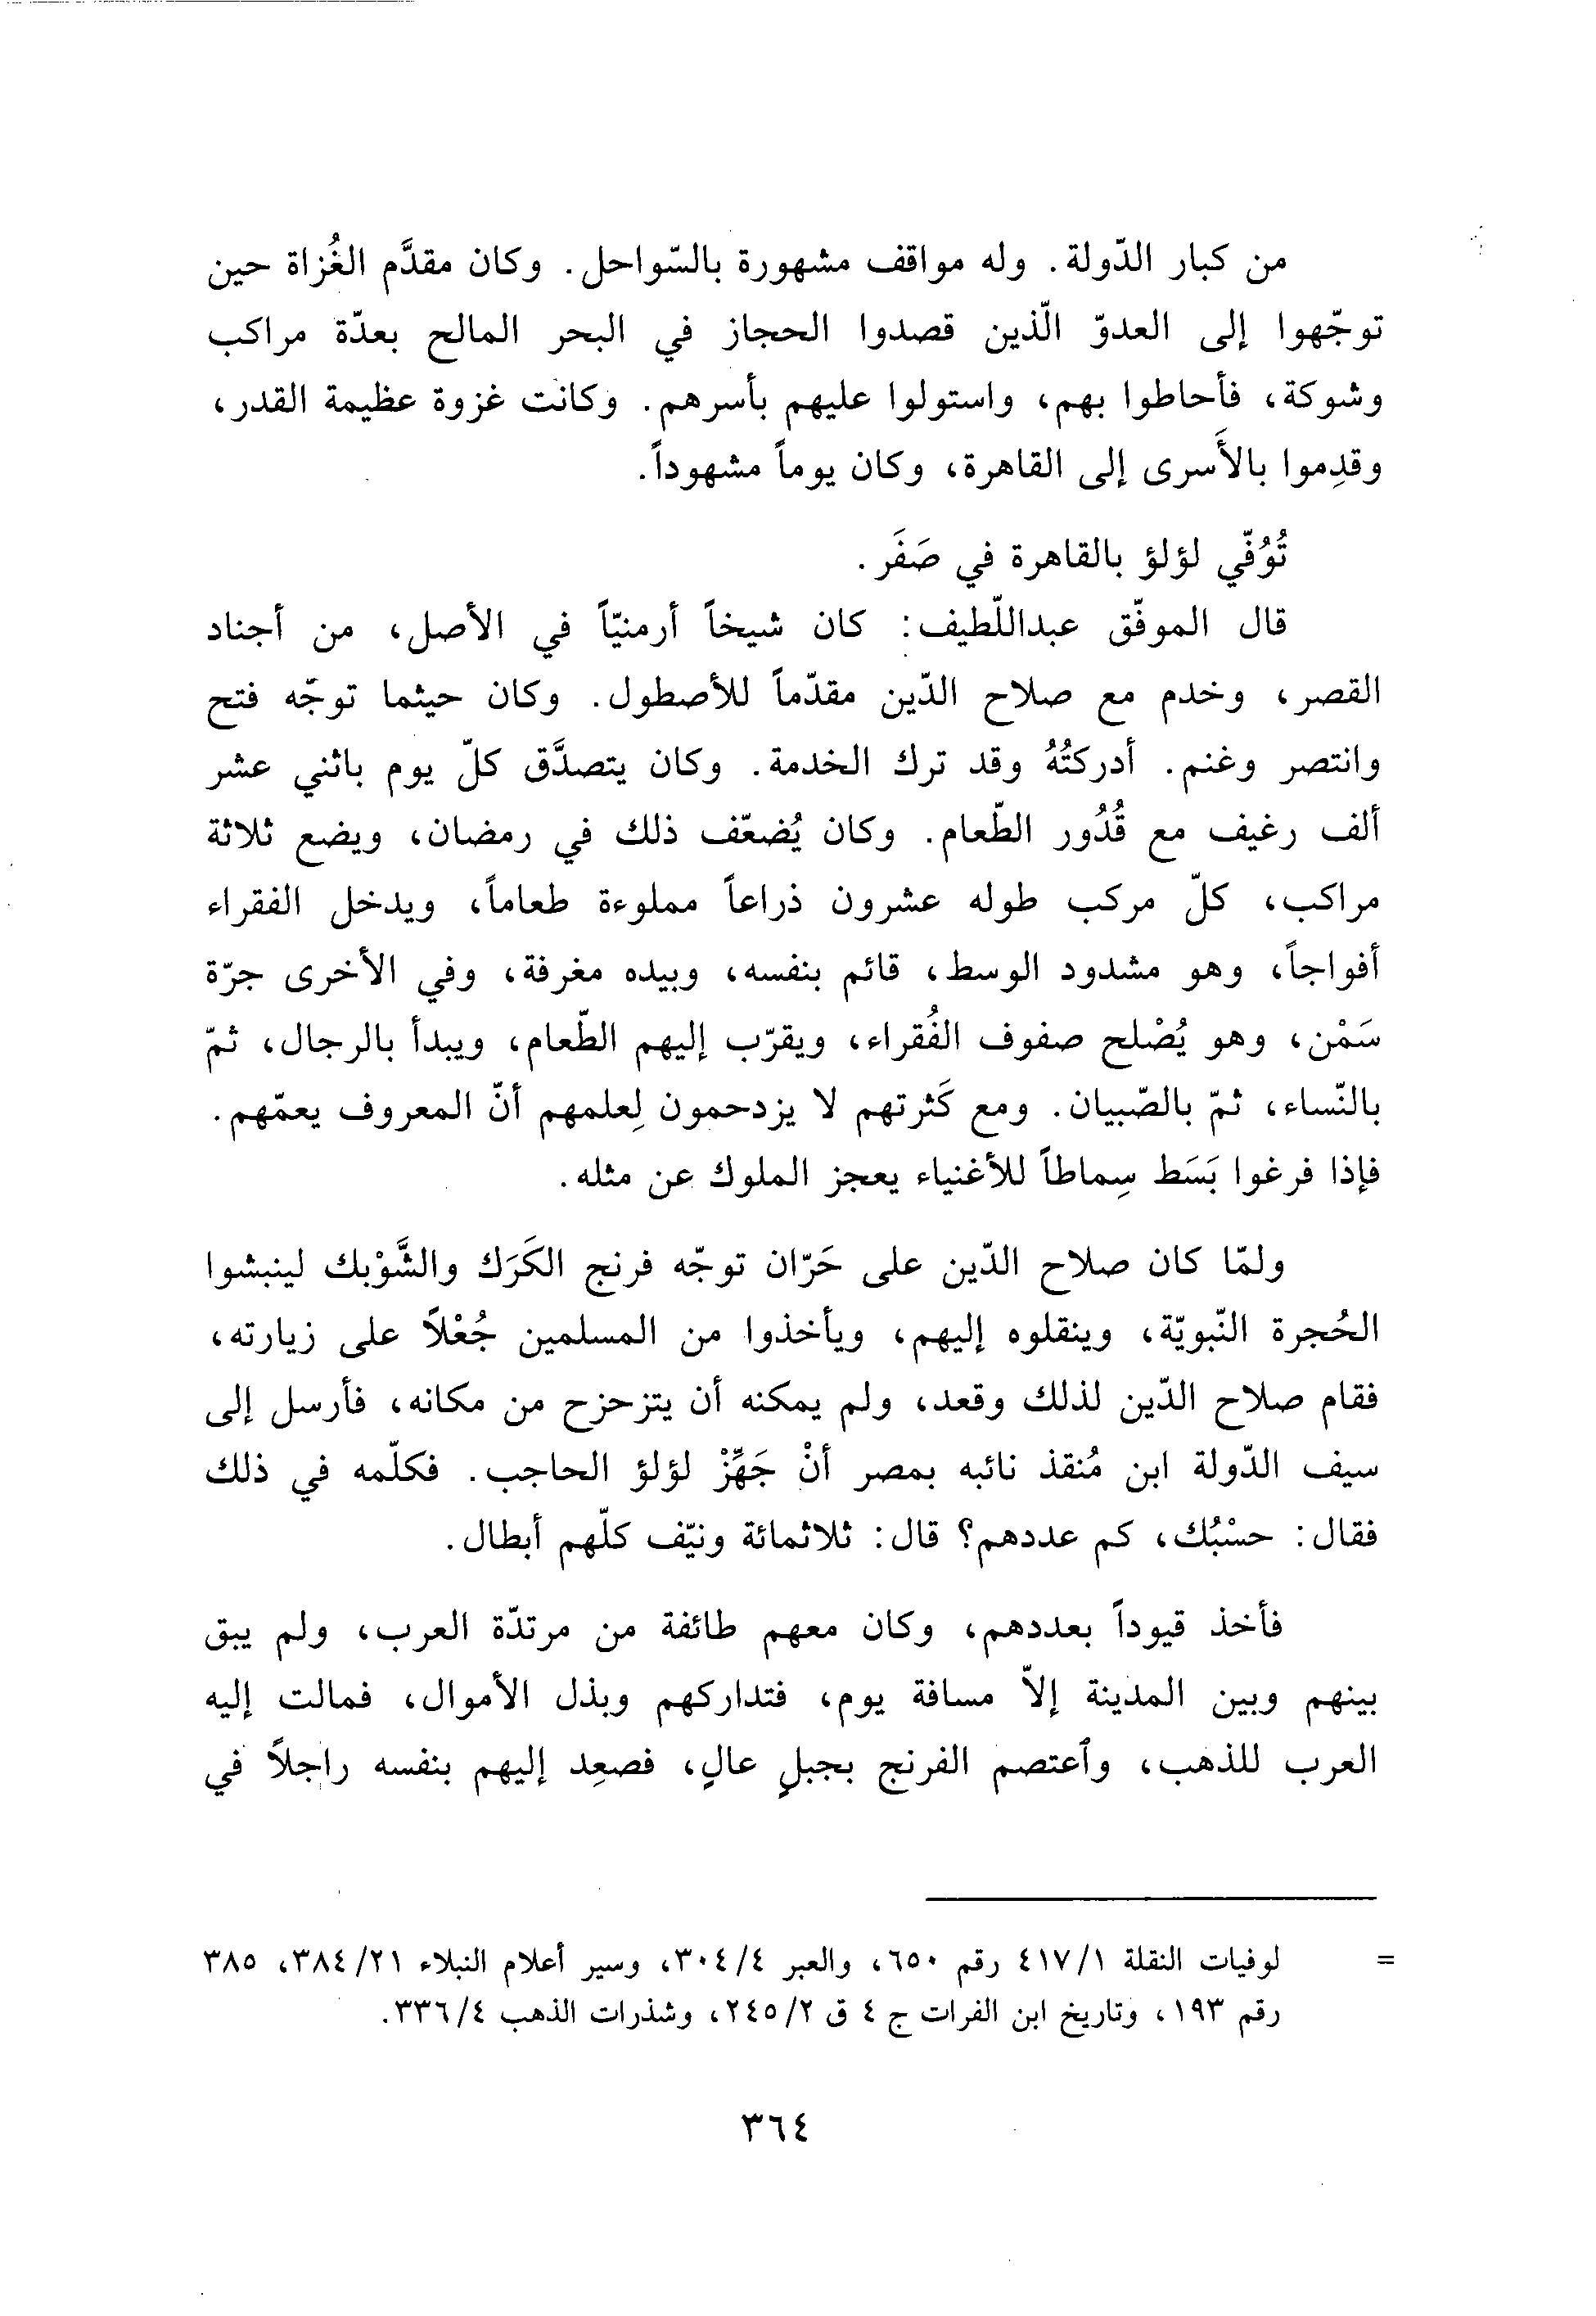 من كبار الدّولة. وله مواقف مشهورة بالسّواحل. وكان مقدَّم الغُزاة حين
توجّهوا إلى العدوّ الّذين قصدوا الحجاز في البحر المالح بعدّة مراكب
وشوكة، فأحاطوا بهم، واستولوا عليهم بأسرهم. وكانت غزوة عظيمة القدر،
وقدِموا بالأَسرى إلى القاهرة، وكان يوماً مشهوداً.
تُوُفّي لؤلؤ بالقاهرة في صَفَر.
قال الموفّق عبداللّطيف: كان شيخاً أرمنيّاً في الأصل، من أجناد
القصر، وخدم مع صلاح الدّين مقدّماً للأصطول. وكان حيثما توجّه فتح
وانتصر وغنم. أدركتُهُ وقد ترك الخدمة. وكان يتصدَّق كلّ يوم باثني عشر
ألف رغيف مع قُدُور الطّعام. وكان يُضعّف ذلك في رمضان، ويضع ثلاثة
مراكب، كلّ مركب طوله عشرون ذراعاً مملوءة طعاماً، ويدخل الفقراء
أفواجاً، وهو مشدود الوسط، قائم بنفسه، وبيده مغرفة، وفي الأخرى جرّة
سَمْن، وهو يُصْلح صفوف الفُقراء، ويقرّب إليهم الطّعام، ويبدأ بالرجال، ثمّ
بالنّساء، ثمّ بالصّبيان. ومع كَثرتهم لا يزدحمون لِعلمهم أنّ المعروف يعمّهم.
فإذا فرغوا بَسَط سِماطاً للأغنياء يعجز الملوك عن مثله.
ولمّا كان صلاح الدّين على حَرّان توجّه فرنج الكَرَك والشَّوْبك لينبشوا
الحُجرة النّبويّة، وينقلوه إليهم، ويأخذوا من المسلمين جُعْلاً على زيارته،
فقام صلاح الدّين لذلك وقعد، ولم يمكنه أن يتزحزح من مكانه، فأرسل إلى
سيف الدّولة ابن مُنقذ نائبه بمصر أنْ جَهِّزْ لؤلؤ الحاجب. فكلّمه في ذلك
فقال: حسْبُك، كم عددهم؟ قال: ثلاثمائة ونيّف كلّهم أبطال.
فأخذ قيوداً بعددهم، وكان معهم طائفة من مرتدّة العرب، ولم يبق
بينهم وبين المدينة إلاّ مسافة يوم، فتداركهم وبذل الأموال، فمالت إليه
العرب للذهب، وٱعتصم الفرنج بجبلٍ عالٍ، فصعِد إليهم بنفسه راجلاً في
= لوفيات النقلة ٤١٧/١ رقم ٦٥٠، والعبر ٣٠٤/٤، وسير أعلام النبلاء ٣٨٤/٢١، ٣٨٥
رقم ١٩٣، وتاريخ ابن الفرات ج ٤ ق ٢٤٥/٢، وشذرات الذهب ٣٣٦/٤.
٣٦٤